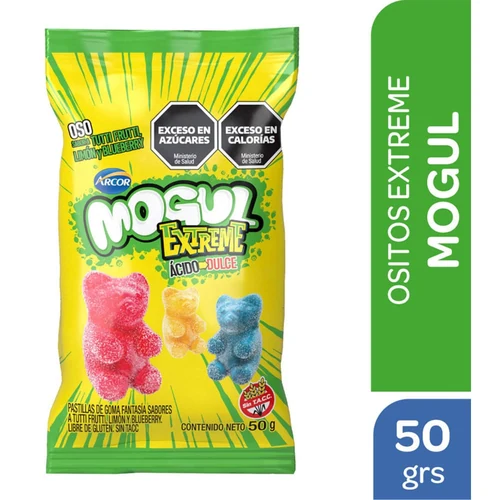 OSO
SABORES TUTTI FRUTTI,
LIMÓN y BLUEBERRY
EXCESO EN
AZÚCARES
Ministerio
de Salud
EXCESO EN
CALORÍAS
Ministerio
de Salud
ARCOR
MOGUL
EXTREME
ÁCIDO DULCE
Sin T.A.C.C.
PASTILLAS DE GOMA FANTASÍA SABORES
A TUTTI FRUTTI, LIMÓN Y BLUEBERRY.
LIBRE DE GLUTEN. SIN TACC
CONTENIDO NETO 50 g
OSITOS EXTREME
MOGUL
50
grs